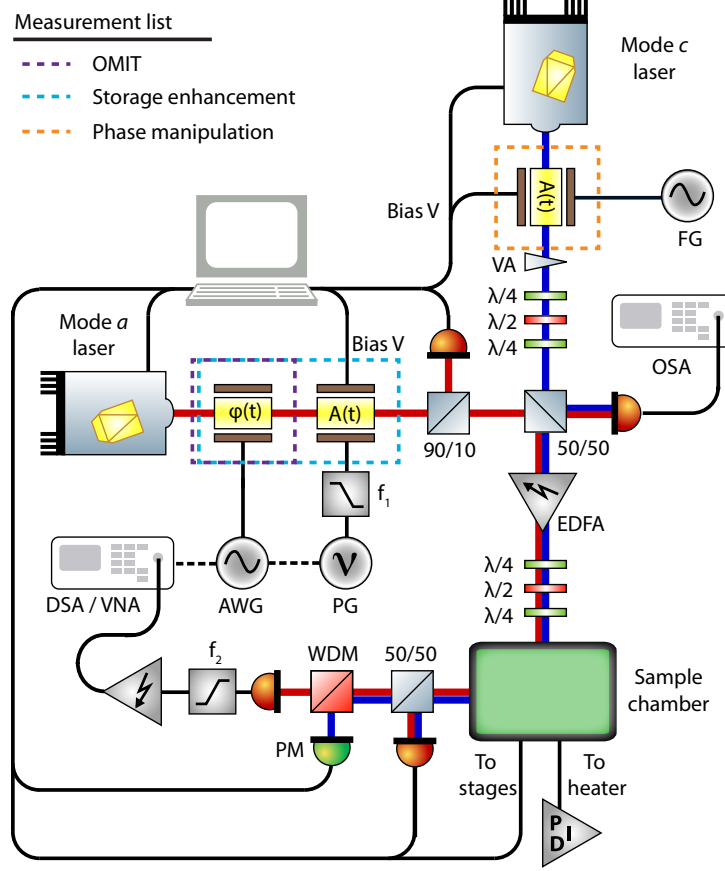 Measurement list
OMIT
Storage enhancement
Phase manipulation
Mode c
laser
A(t)
Bias V
FG
VA
λ/4
λ/2
λ/4
OSA
Mode a
laser
Bias V
φ(t)
A(t)
90/10
50/50
f1
EDFA
DSA / VNA
AWG
PG
ν
λ/4
λ/2
λ/4
f2
WDM
50/50
Sample
chamber
PM
To
stages
To
heater
P I
D